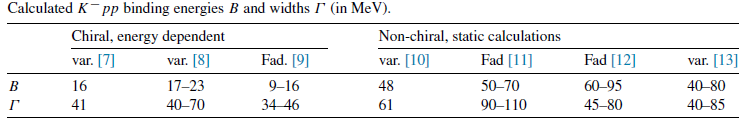 Calculated K⁻pp binding energies B and widths Γ (in MeV).
Chiral, energy dependent Non-chiral, static calculations
var. [7] var. [8] Fad. [9] var. [10] Fad [11] Fad [12] var. [13]
B 16 17–23 9–16 48 50–70 60–95 40–80
Γ 41 40–70 34–46 61 90–110 45–80 40–85